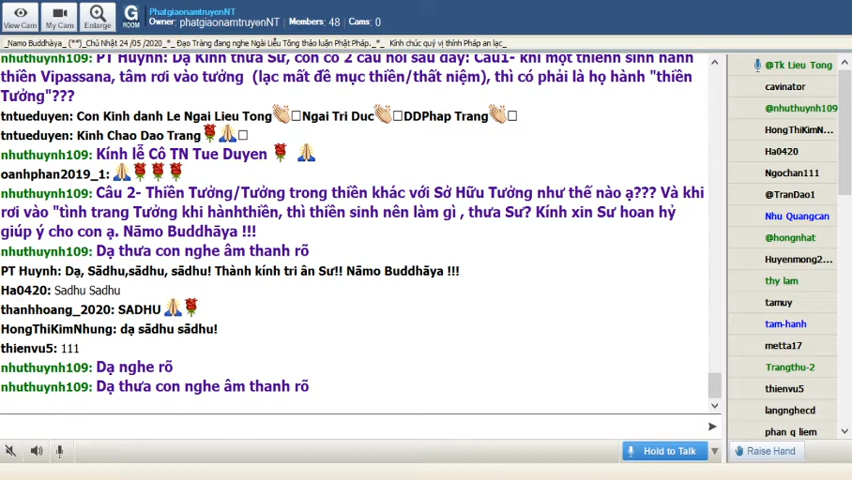 PhatgiaonamtruyenNT
Owner: phatgiaonamtruyenNT Members: 48 Cams: 0
View Cam My Cam Enlarge G ROOM
_Namo Buddhàya_ (**)_Chủ Nhật 24 /05 /2020_*_ Đạo Tràng đang nghe Ngài Liễu Tông thảo luận Phật Pháp._*_ Kính chúc quý vị thính Pháp an lạc_
nhuthuynh109: PT Huynh: Dạ Kính thưa Sư, con có 2 câu hỏi sau đây: Câu1- khi một thiềnh sinh hành
thiền Vipassana, tâm rơi vào tưởng (lạc mất đề mục thiền/thất niệm), thì có phải là họ hành "thiền
Tưởng"???
tntueduyen: Con Kinh danh Le Ngai Lieu Tong Ngai Tri Duc DDPhap Trang
tntueduyen: Kinh Chao Dao Trang
nhuthuynh109: Kính lễ Cô TN Tue Duyen
oanhphan2019_1:
nhuthuynh109: Câu 2- Thiền Tưởng/Tưởng trong thiền khác với Sở Hữu Tưởng như thế nào ạ??? Và khi
rơi vào "tình trang Tưởng khi hànhthiền, thì thiền sinh nên làm gì , thưa Sư? Kính xin Sư hoan hỷ
giúp ý cho con ạ. Nāmo Buddhāya !!!
nhuthuynh109: Dạ thưa con nghe âm thanh rõ
PT Huynh: Dạ, Sādhu,sādhu, sādhu! Thành kính tri ân Sư!! Nāmo Buddhāya !!!
Ha0420: Sadhu Sadhu
thanhhoang_2020: SADHU
HongThiKimNhung: dạ sādhu sādhu!
thienvu5: 111
nhuthuynh109: Dạ nghe rõ
nhuthuynh109: Dạ thưa con nghe âm thanh rõ
Hold to Talk
@Tk Lieu Tong
cavinator
@nhuthuynh109
HongThiKimN...
Ha0420
Ngochan111
@TranDao1
Nhu Quangcan
@hongnhat
Huyenmong2...
thy lam
tamuy
tam-hanh
metta17
Trangthu-2
thienvu5
langnghecd
phan q liem
Raise Hand